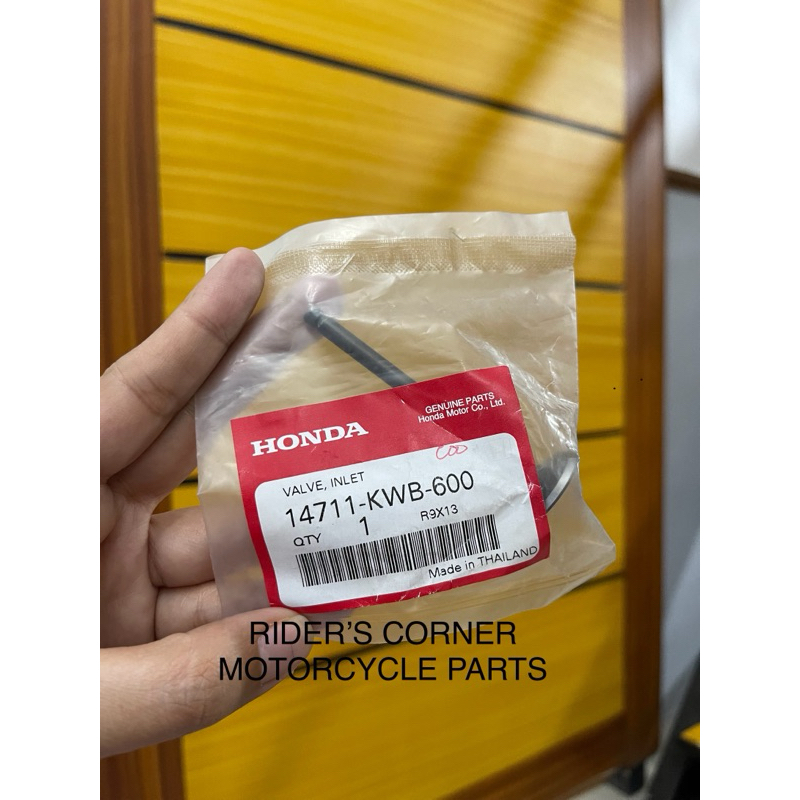 GENUINE PARTS
Honda Motor Co., Ltd.
HONDA
VALVE, INLET
14711-KWB-600
QTY 1 R9X13
Made in THAILAND
RIDER'S CORNER
MOTORCYCLE PARTS